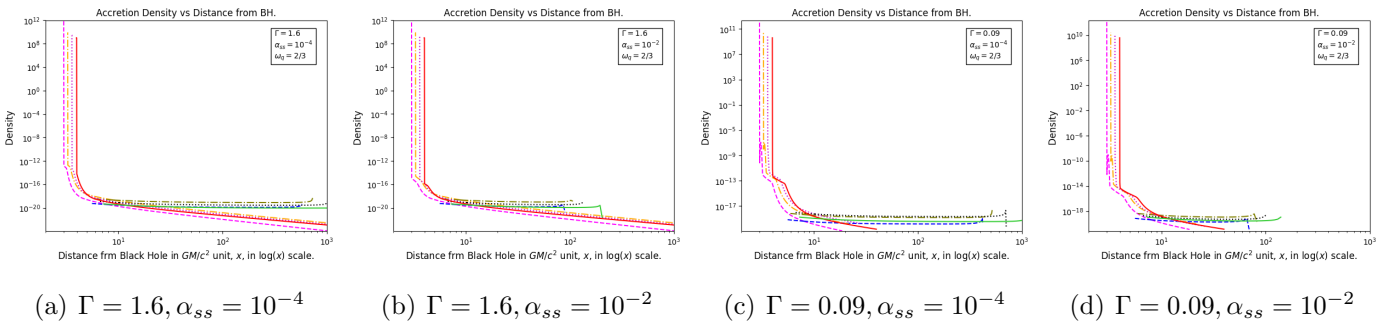 Accretion Density vs Distance from BH.
Density
10^12
10^8
10^4
10^0
10^−4
10^−8
10^−12
10^−16
10^−20
Γ = 1.6
α_ss = 10^−4
ω_q = 2/3
10^1
10^2
10^3
Distance frm Black Hole in GM/c^2 unit, x, in log(x) scale.
(a) Γ = 1.6, α_ss = 10^−4
Accretion Density vs Distance from BH.
Density
10^12
10^8
10^4
10^0
10^−4
10^−8
10^−12
10^−16
10^−20
Γ = 1.6
α_ss = 10^−2
ω_q = 2/3
10^1
10^2
10^3
Distance frm Black Hole in GM/c^2 unit, x, in log(x) scale.
(b) Γ = 1.6, α_ss = 10^−2
Accretion Density vs Distance from BH.
Density
10^11
10^7
10^3
10^−1
10^−5
10^−9
10^−13
10^−17
Γ = 0.09
α_ss = 10^−4
ω_q = 2/3
10^1
10^2
10^3
Distance frm Black Hole in GM/c^2 unit, x, in log(x) scale.
(c) Γ = 0.09, α_ss = 10^−4
Accretion Density vs Distance from BH.
Density
10^10
10^6
10^2
10^−2
10^−6
10^−10
10^−14
10^−18
Γ = 0.09
α_ss = 10^−2
ω_q = 2/3
10^1
10^2
10^3
Distance frm Black Hole in GM/c^2 unit, x, in log(x) scale.
(d) Γ = 0.09, α_ss = 10^−2